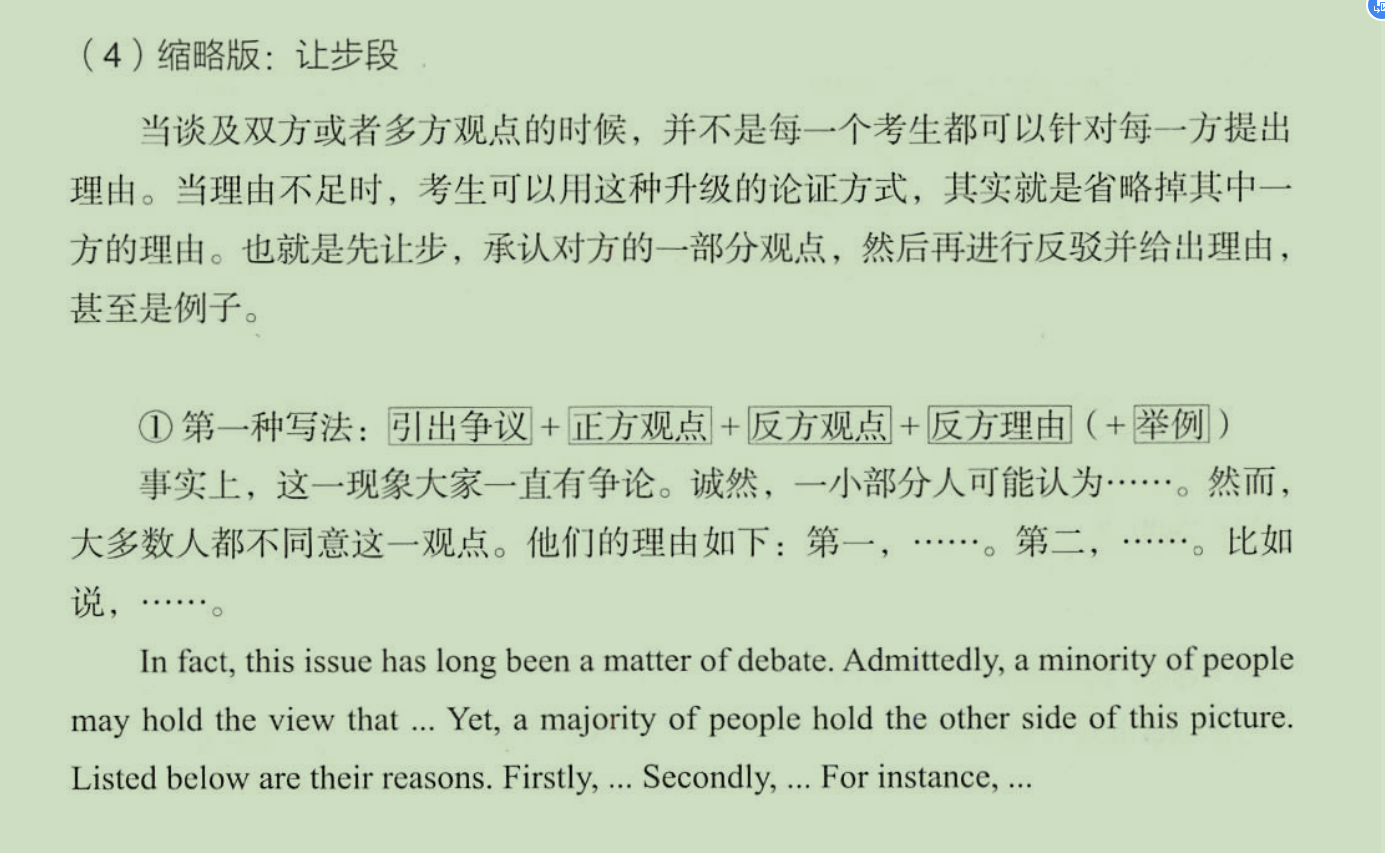 （4）缩略版：让步段
当谈及双方或者多方观点的时候，并不是每一个考生都可以针对每一方提出
理由。当理由不足时，考生可以用这种升级的论证方式，其实就是省略掉其中一
方的理由。也就是先让步，承认对方的一部分观点，然后再进行反驳并给出理由，
甚至是例子。
① 第一种写法：引出争议 + 正方观点 + 反方观点 + 反方理由（+ 举例）
事实上，这一现象大家一直有争论。诚然，一小部分人可能认为……。然而，
大多数人都不同意这一观点。他们的理由如下：第一，……。第二，……。比如
说，……。
In fact, this issue has long been a matter of debate. Admittedly, a minority of people
may hold the view that ... Yet, a majority of people hold the other side of this picture.
Listed below are their reasons. Firstly, ... Secondly, ... For instance, ...